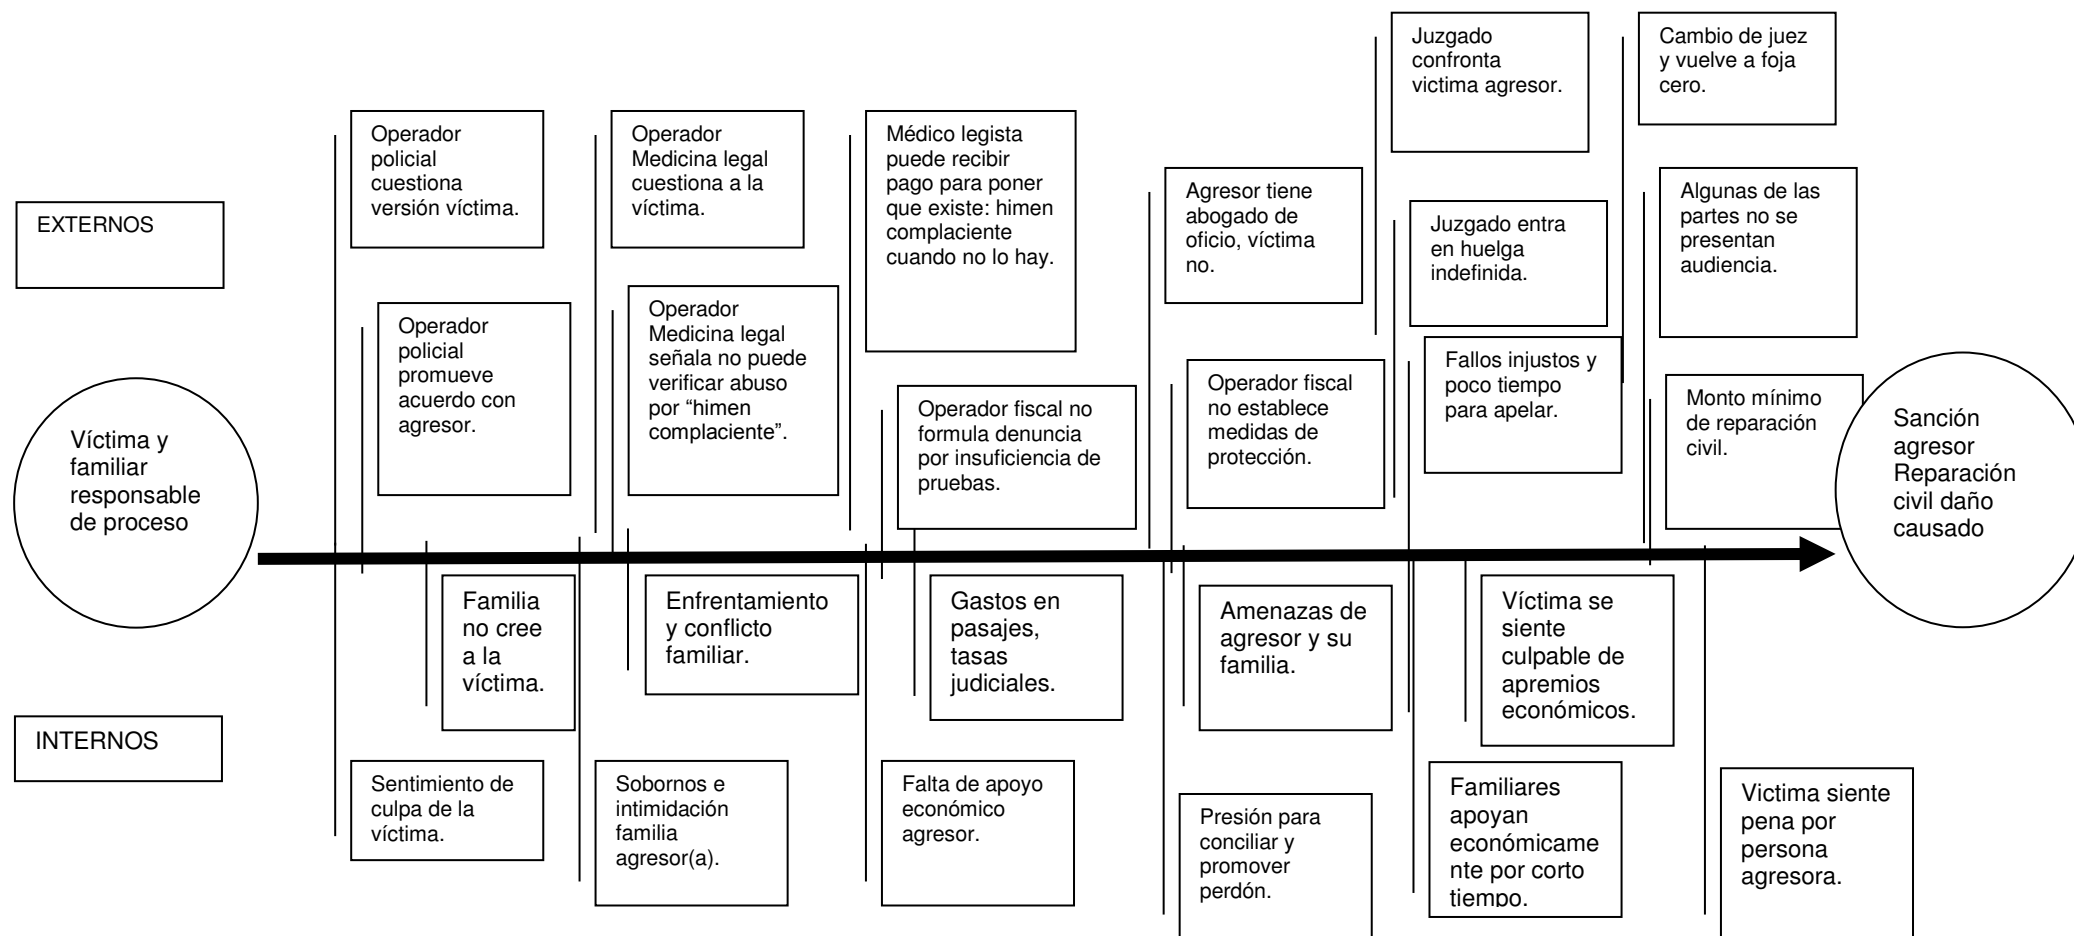 EXTERNOS
Operador
policial
cuestiona
versión víctima.
Operador
Medicina legal
cuestiona a la
víctima.
Médico legista
puede recibir
pago para poner
que existe: himen
complaciente
cuando no lo hay.
Agresor tiene
abogado de
oficio, víctima
no.
Juzgado
confronta
victima agresor.
Cambio de juez
y vuelve a foja
cero.
Juzgado entra
en huelga
indefinida.
Algunas de las
partes no se
presentan
audiencia.
Operador
policial
promueve
acuerdo con
agresor.
Operador
Medicina legal
señala no puede
verificar abuso
por “himen
complaciente”.
Operador fiscal no
formula denuncia
por insuficiencia de
pruebas.
Operador fiscal
no establece
medidas de
protección.
Fallos injustos y
poco tiempo
para apelar.
Monto mínimo
de reparación
civil.
Víctima y
familiar
responsable
de proceso
Sanción
agresor
Reparación
civil daño
causado
Familia
no cree
a la
víctima.
Enfrentamiento
y conflicto
familiar.
Gastos en
pasajes,
tasas
judiciales.
Amenazas de
agresor y su
familia.
Víctima se
siente
culpable de
apremios
económicos.
INTERNOS
Sentimiento de
culpa de la
víctima.
Sobornos e
intimidación
familia
agresor(a).
Falta de apoyo
económico
agresor.
Presión para
conciliar y
promover
perdón.
Familiares
apoyan
económicame
nte por corto
tiempo.
Victima siente
pena por
persona
agresora.